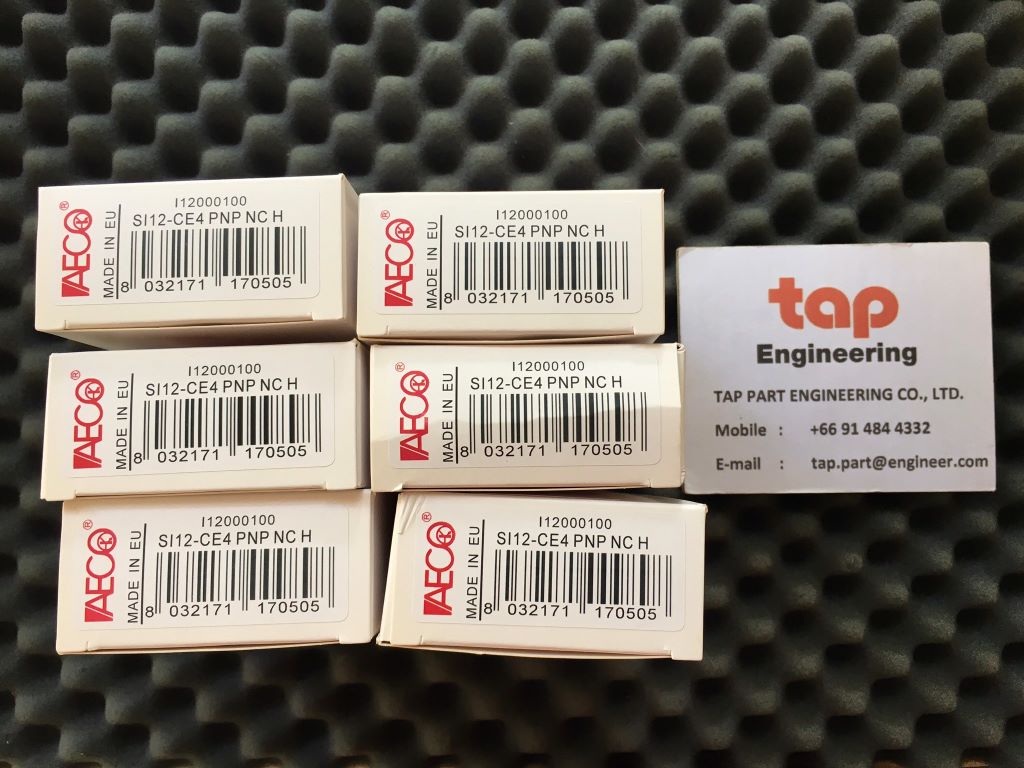 AECO®
MADE IN EU
I12000100
SI12-CE4 PNP NC H
8 032171 170505
AECO®
MADE IN EU
I12000100
SI12-CE4 PNP NC H
8 032171 170505
AECO®
MADE IN EU
I12000100
SI12-CE4 PNP NC H
8 032171 170505
AECO®
MADE IN EU
I12000100
SI12-CE4 PNP NC H
8 032171 170505
AECO®
MADE IN EU
I12000100
SI12-CE4 PNP NC H
8 032171 170505
AECO®
MADE IN EU
I12000100
SI12-CE4 PNP NC H
8 032171 170505
tap
Engineering
TAP PART ENGINEERING CO., LTD.
Mobile : +66 91 484 4332
E-mail : tap.part@engineer.com